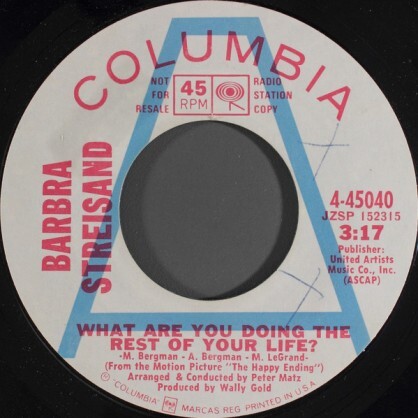 COLUMBIA
NOT FOR RESALE
45 RPM
RADIO STATION COPY
BARBRA STREISAND
4-45040
JZSP 152315
3:17
Publisher:
United Artists
Music Co., Inc.
(ASCAP)
A
WHAT ARE YOU DOING THE
REST OF YOUR LIFE?
-M. Bergman - A. Bergman - M. LeGrand-
(From the Motion Picture "The Happy Ending")
Arranged & Conducted by Peter Matz
Produced by Wally Gold
© "COLUMBIA", MARCAS REG. PRINTED IN U.S.A.